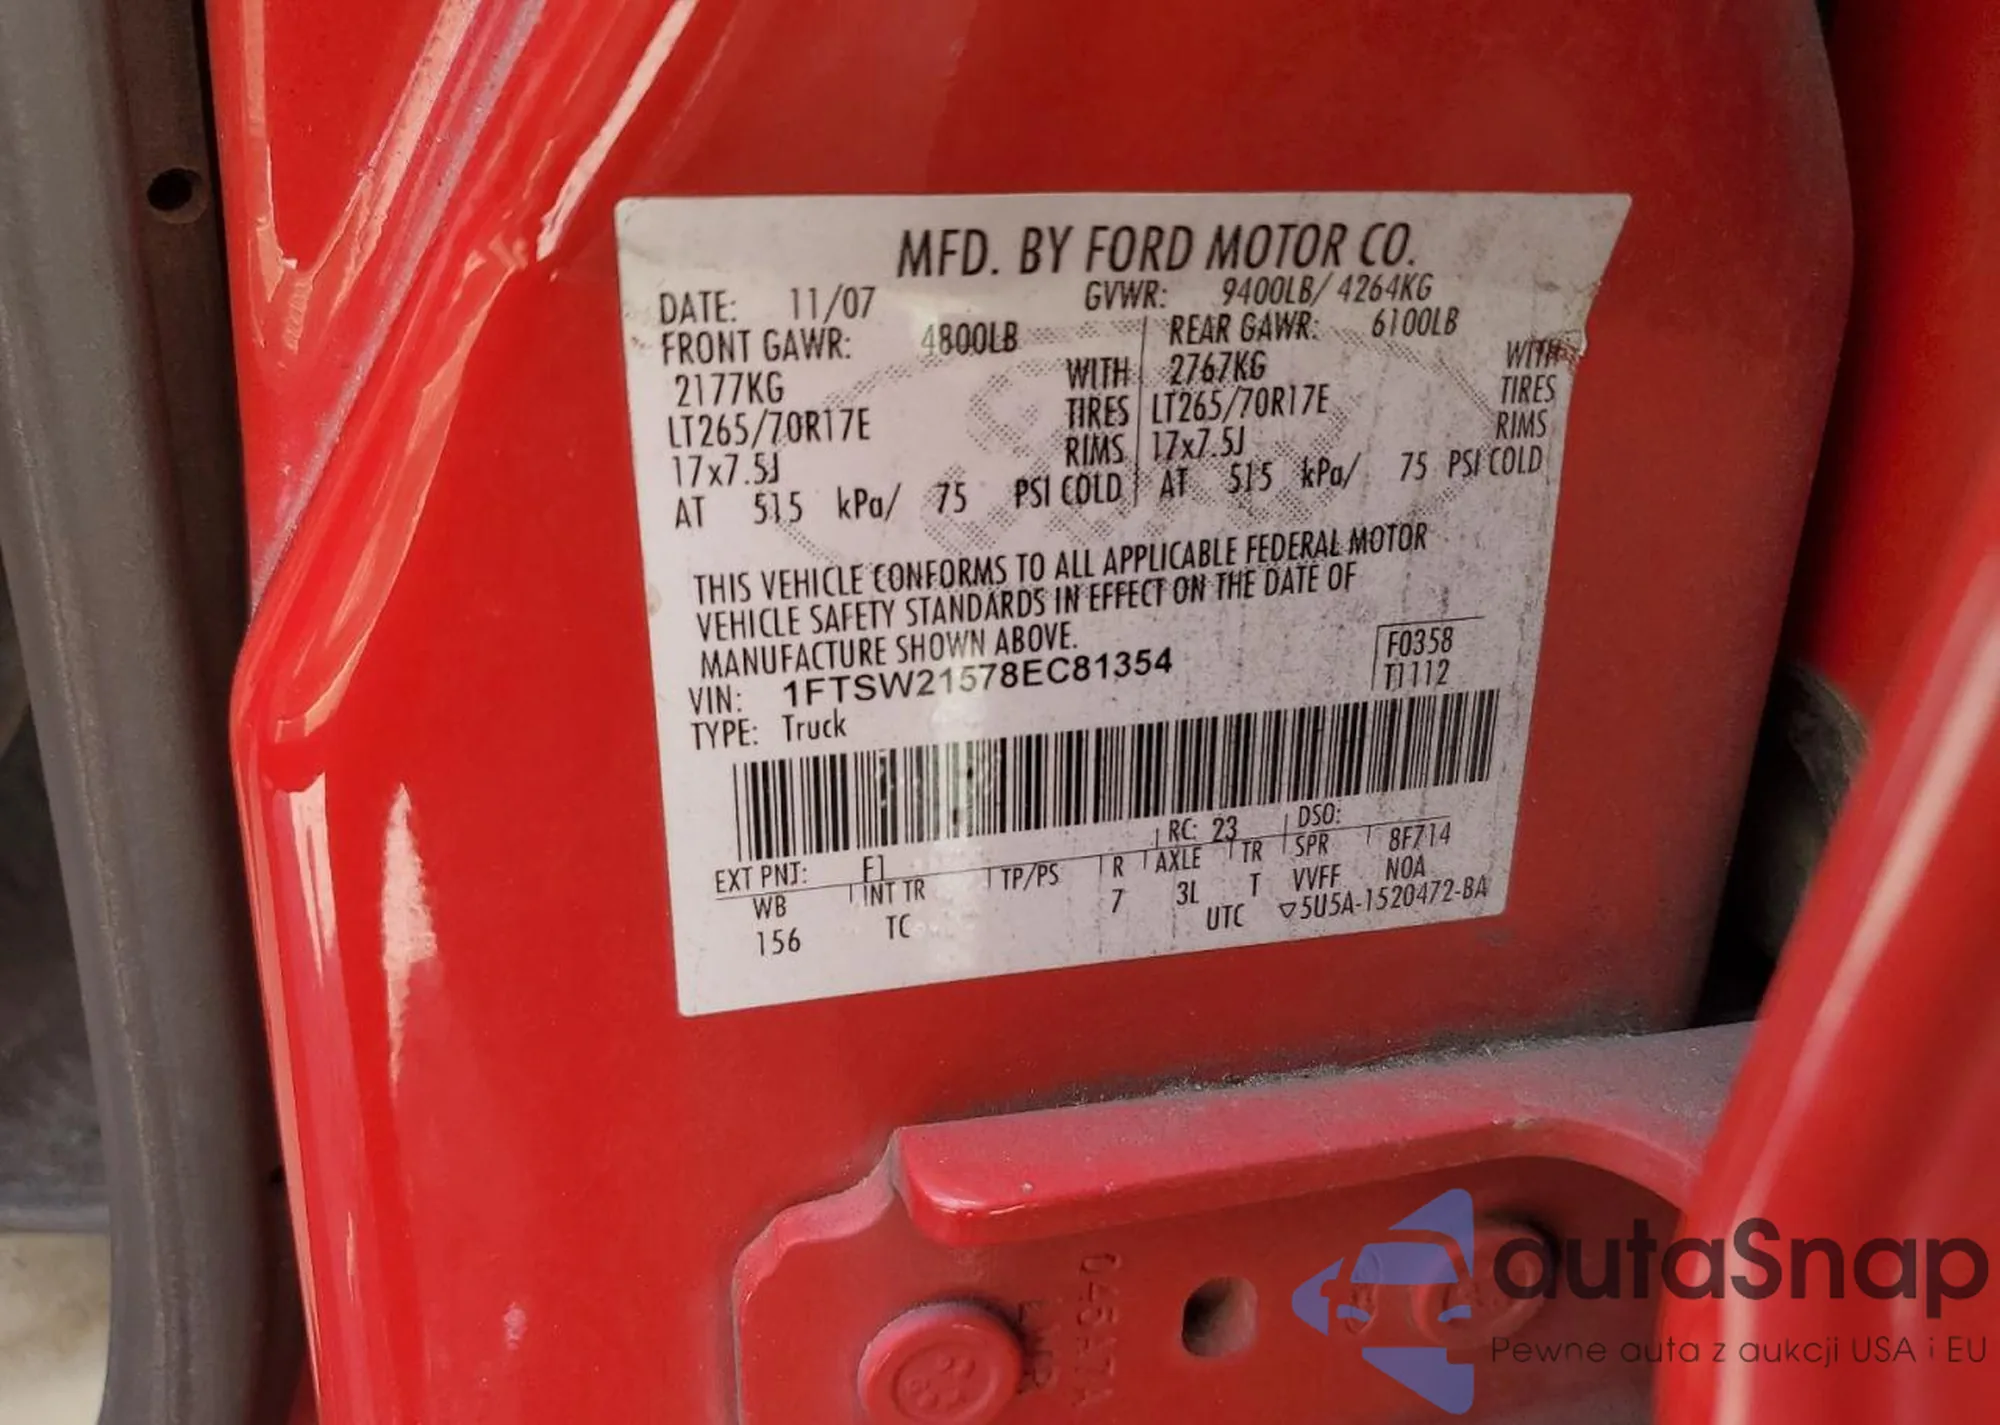 MFD. BY FORD MOTOR CO.
DATE: 11/07 GVWR: 9400LB/ 4264KG
FRONT GAWR: 4800LB REAR GAWR: 6100LB
2177KG WITH 2767KG WITH
LT265/70R17E TIRES LT265/70R17E TIRES
17x7.5J RIMS 17x7.5J RIMS
AT 515 kPa/ 75 PSI COLD AT 515 kPa/ 75 PSI COLD
THIS VEHICLE CONFORMS TO ALL APPLICABLE FEDERAL MOTOR
VEHICLE SAFETY STANDARDS IN EFFECT ON THE DATE OF
MANUFACTURE SHOWN ABOVE.
F0358
VIN: 1FTSW21578EC81354
T1112
TYPE: Truck
EXT PNT: F1 RC: 23 DSO:
WB INT TR TP/PS R AXLE TR SPR 8F714
156 TC 7 3L T VVFF NOA
UTC ▽5U5A-1520472-BA
autaSnap
Pewne auta z aukcji USA i EU